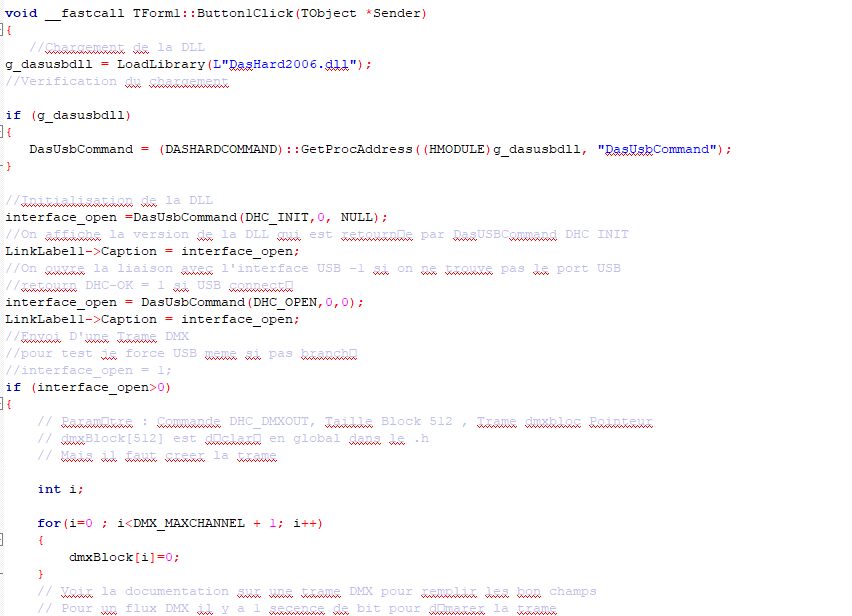 void __fastcall TForm1::Button1Click(TObject *Sender)
{
//Chargement de la DLL
g_dasusbdll = LoadLibrary(L"DasHard2006.dll");
//Verification du chargement
if (g_dasusbdll)
{
DasUsbCommand = (DASHARDCOMMAND)::GetProcAddress((HMODULE)g_dasusbdll, "DasUsbCommand");
}
//Initialisation de la DLL
interface_open =DasUsbCommand(DHC_INIT,0, NULL);
//On affiche la version de la DLL qui est retourn□e par DasUSBCommand DHC INIT
LinkLabel1->Caption = interface_open;
//On ouvre la liaison avec l'interface USB -1 si on ne trouve pas le port USB
//retourn DHC-OK = 1 si USB connect□
interface_open = DasUsbCommand(DHC_OPEN,0,0);
LinkLabel1->Caption = interface_open;
//Envoi D'une Trame DMX
//pour test je force USB meme si pas branch□
//interface_open = 1;
if (interface_open>0)
{
// Param□tre : Commande DHC_DMXOUT, Taille Block 512 , Trame dmxbloc Pointeur
// dmxBlock[512] est d□clar□ en global dans le .h
// Mais il faut creer la trame
int i;
for(i=0 ; i<DMX_MAXCHANNEL + 1; i++)
{
dmxBlock[i]=0;
}
// Voir la documentation sur une trame DMX pour remplir les bon champs
// Pour un flux DMX il y a 1 secence de bit pour d□marer la trame